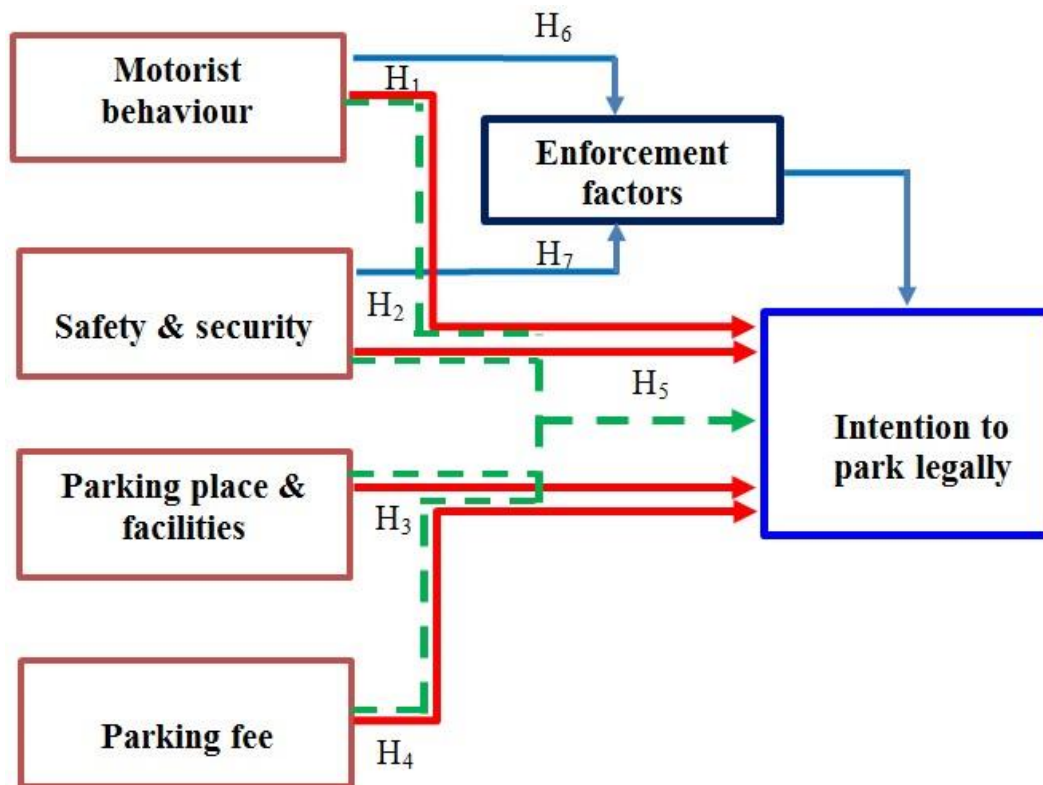 H₆
Motorist
behaviour
H₁
Enforcement
factors
H₇
Safety & security
H₂
H₅
Intention to
park legally
Parking place &
facilities
H₃
Parking fee
H₄